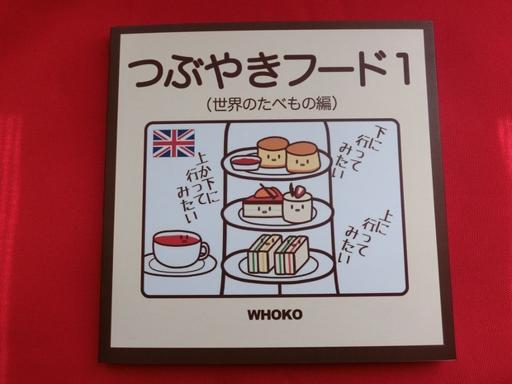 つぶやきフード1
（世界のたべもの編）
下に
行って
みたい
上か下に
行って
みたい
上に
行って
みたい
WHOKO